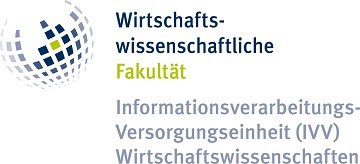 Wirtschafts-
wissenschaftliche
Fakultät
Informationsverarbeitungs-
Versorgungseinheit (IVV)
Wirtschaftswissenschaften